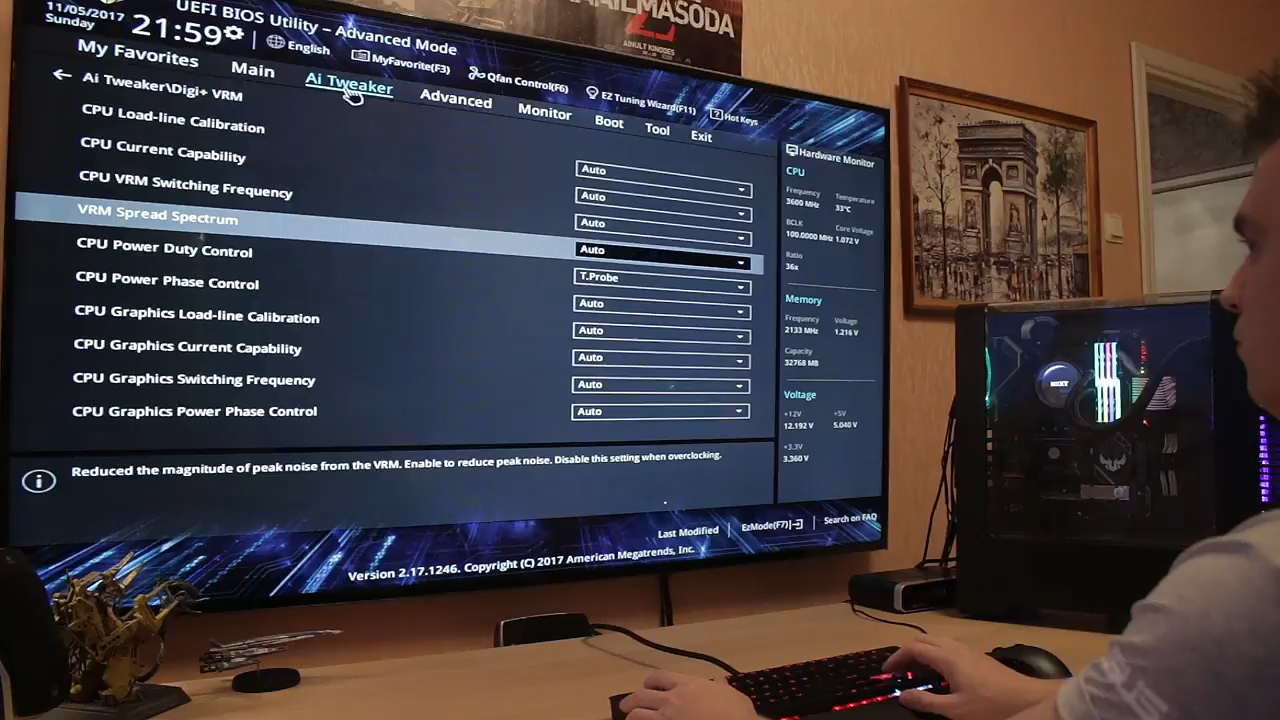 AILMASÕDA
AINULT KINODES
11/05/2017
Sunday
21:59
UEFI BIOS Utility – Advanced Mode
English
MyFavorite(F3)
Qfan Control(F6)
EZ Tuning Wizard(F11)
Hot Keys
My Favorites
Main
Ai Tweaker
Advanced
Monitor
Boot
Tool
Exit
Ai Tweaker\Digi+ VRM
CPU Load-line Calibration
Auto
CPU Current Capability
Auto
CPU VRM Switching Frequency
Auto
VRM Spread Spectrum
Auto
CPU Power Duty Control
T.Probe
CPU Power Phase Control
Auto
CPU Graphics Load-line Calibration
Auto
CPU Graphics Current Capability
Auto
CPU Graphics Switching Frequency
Auto
CPU Graphics Power Phase Control
Auto
Reduced the magnitude of peak noise from the VRM. Enable to reduce peak noise. Disable this setting when overclocking.
Hardware Monitor
CPU
Frequency Temperature
3600 MHz 33°C
BCLK Core Voltage
100.0000 MHz 1.072 V
Ratio
36x
Memory
Frequency Voltage
2133 MHz 1.216 V
Capacity
32768 MB
Voltage
+12V +5V
12.192 V 5.040 V
+3.3V
3.360 V
Last Modified
EzMode(F7)
Search on FAQ
Version 2.17.1246. Copyright (C) 2017 American Megatrends, Inc.
NZXT